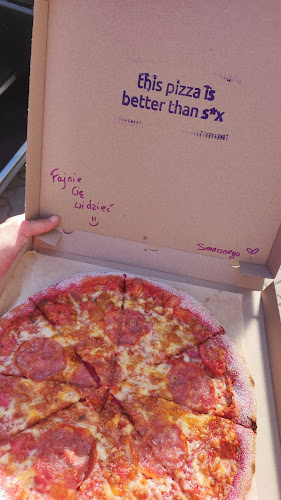 this pizza is
better than s*x
Fajnie
Cię
widzieć
:)
Smacznego ♡